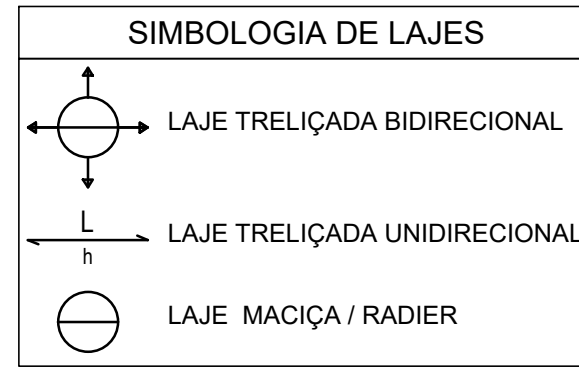 SIMBOLOGIA DE LAJES
LAJE TRELIÇADA BIDIRECIONAL
L
h
LAJE TRELIÇADA UNIDIRECIONAL
LAJE MACIÇA / RADIER